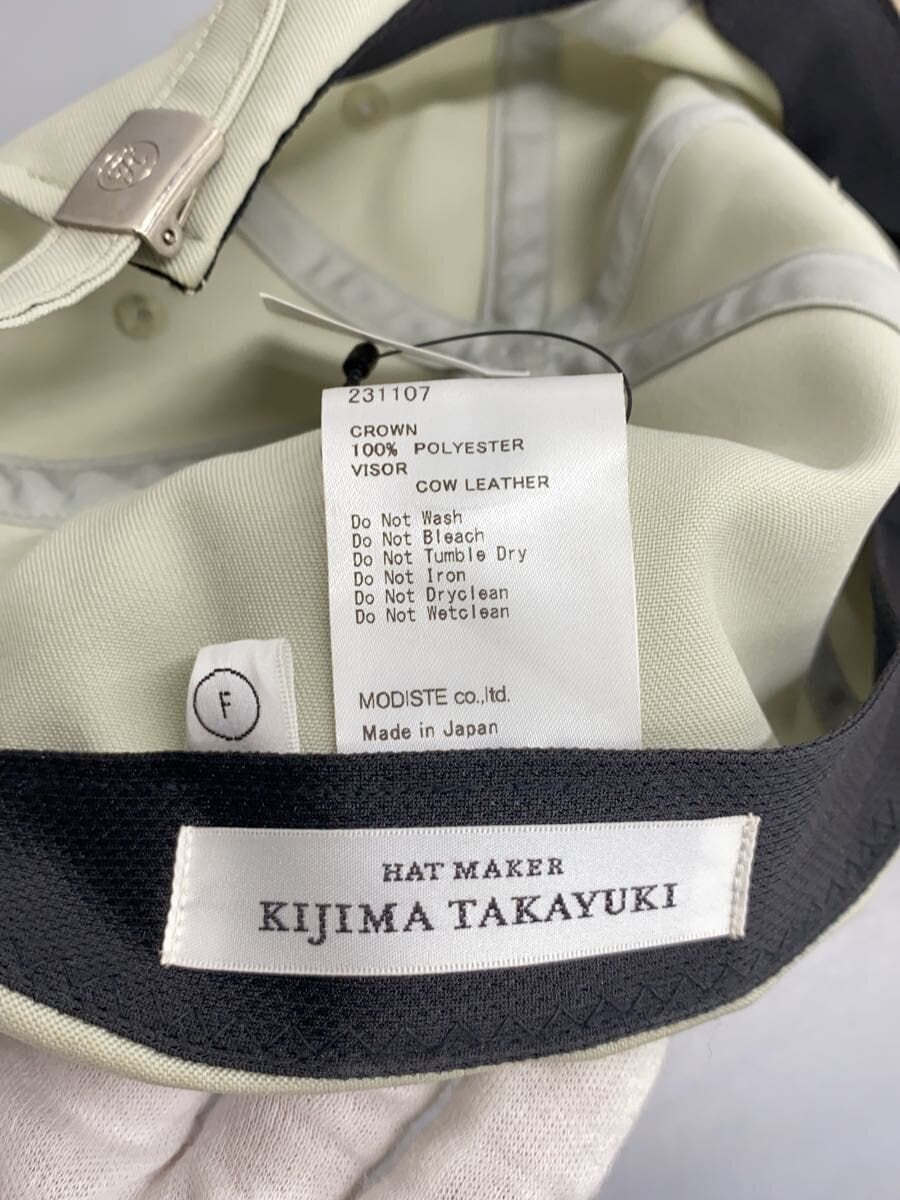 231107
CROWN
100% POLYESTER
VISOR
COW LEATHER
Do Not Wash
Do Not Bleach
Do Not Tumble Dry
Do Not Iron
Do Not Dryclean
Do Not Wetclean
F
MODISTE co.,ltd.
Made in Japan
HAT MAKER
KIJIMA TAKAYUKI